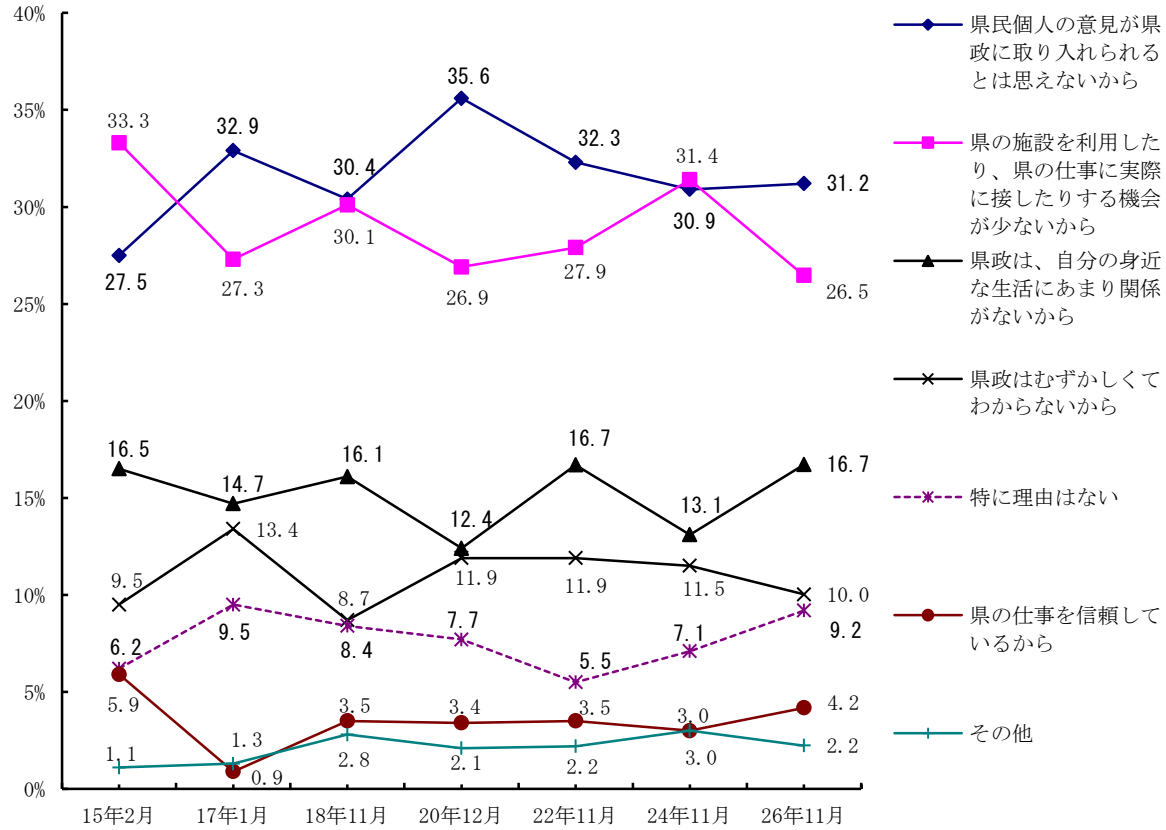 40%
35%
30%
25%
20%
15%
10%
5%
0%
15年2月
17年1月
18年11月
20年12月
22年11月
24年11月
26年11月
27.5
32.9
30.4
35.6
32.3
30.9
31.2
33.3
27.3
30.1
26.9
27.9
31.4
26.5
16.5
14.7
16.1
12.4
16.7
13.1
16.7
9.5
13.4
8.7
11.9
11.9
11.5
10.0
6.2
9.5
8.4
7.7
5.5
7.1
9.2
5.9
0.9
3.5
3.4
3.5
3.0
4.2
1.1
1.3
2.8
2.1
2.2
3.0
2.2
県民個人の意見が県
政に取り入れられる
とは思えないから
県の施設を利用した
り、県の仕事に実際
に接したりする機会
が少ないから
県政は、自分の身近
な生活にあまり関係
がないから
県政はむずかしくて
わからないから
特に理由はない
県の仕事を信頼して
いるから
その他